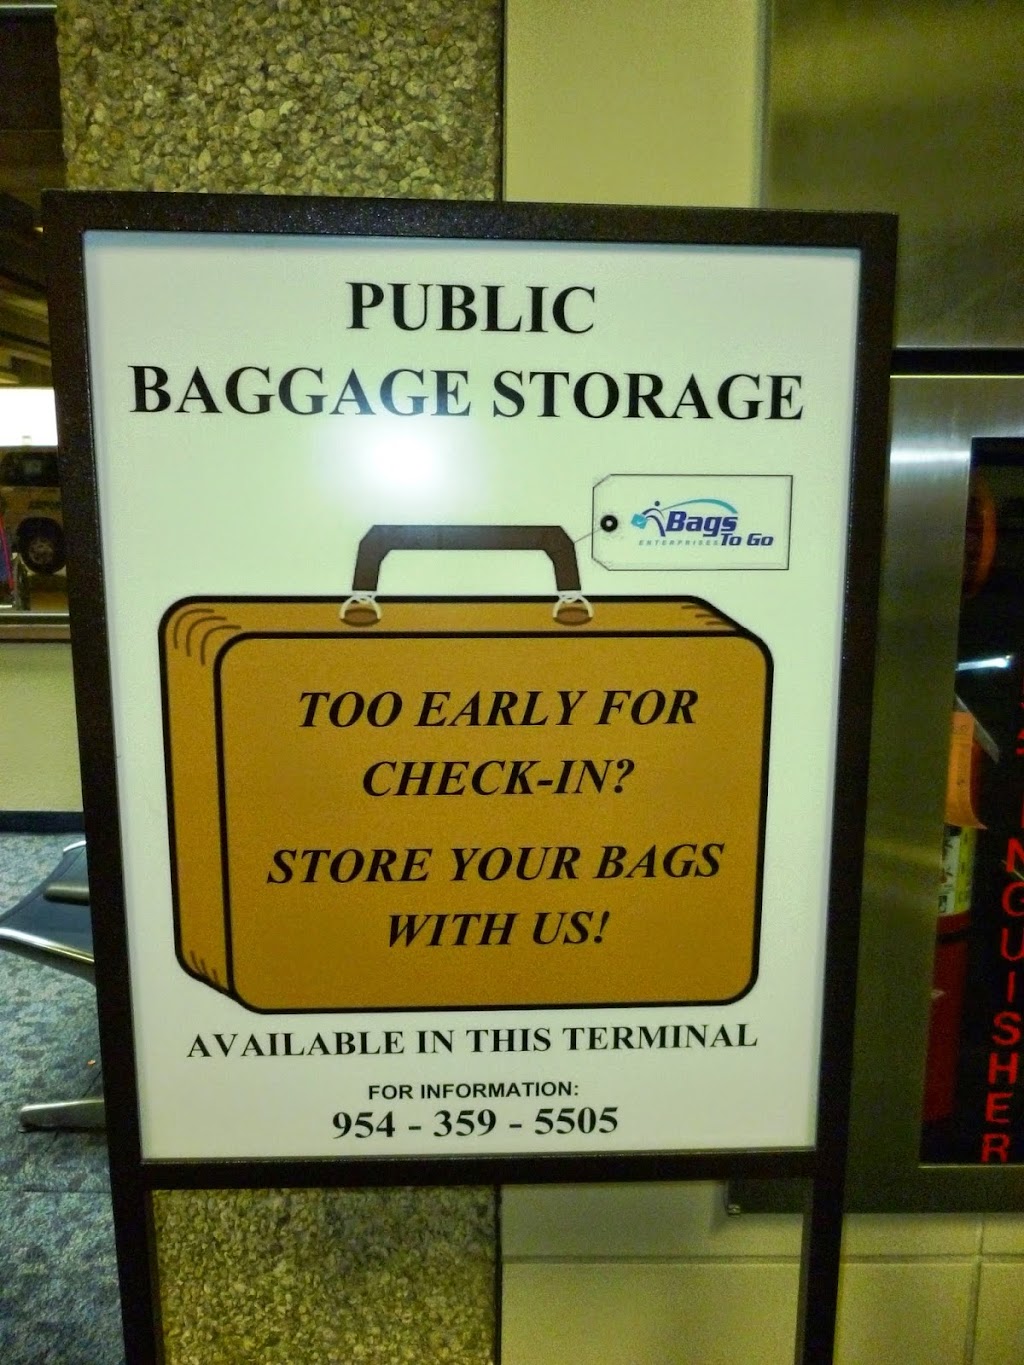 PUBLIC
BAGGAGE STORAGE
Bags
ENTERPRISES To Go
TOO EARLY FOR
CHECK-IN?
STORE YOUR BAGS
WITH US!
AVAILABLE IN THIS TERMINAL
FOR INFORMATION:
954 - 359 - 5505
NGUISHER